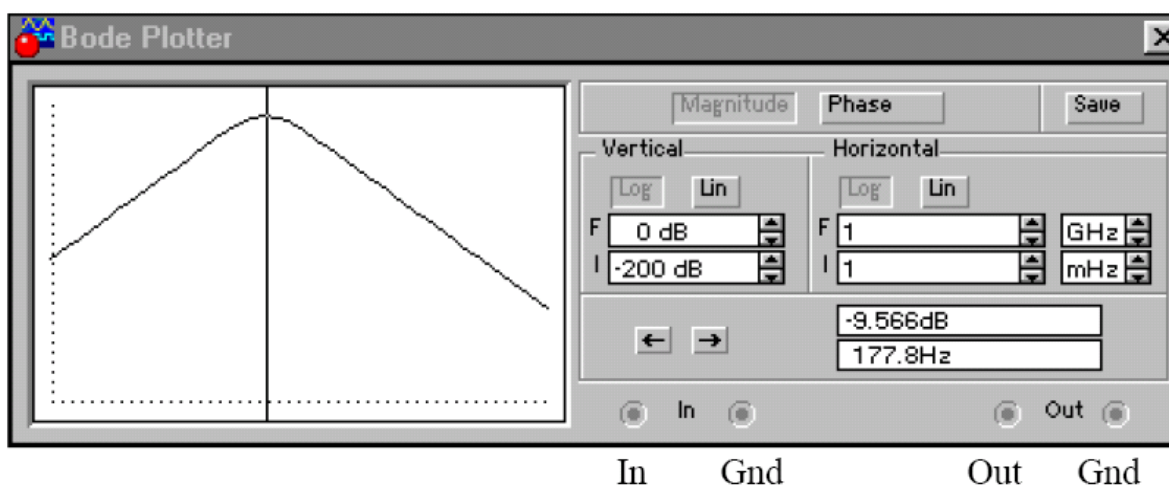 Bode Plotter
Magnitude Phase Save
Vertical Horizontal
Log Lin Log Lin
F 0 dB F 1 GHz
I -200 dB I 1 mHz
← → -9.566dB
177.8Hz
In Out
In Gnd Out Gnd